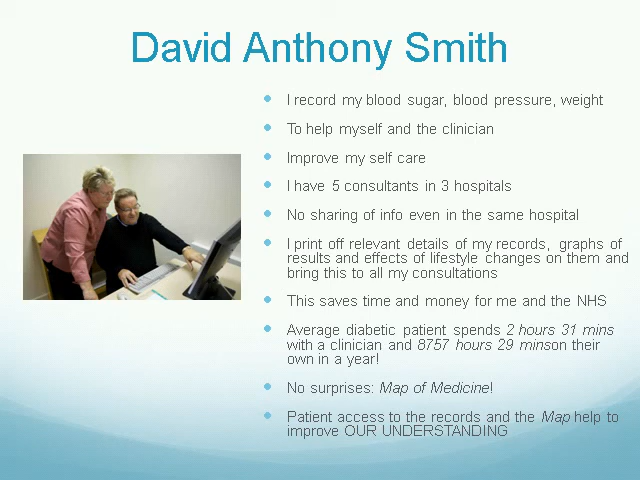 David Anthony Smith
I record my blood sugar, blood pressure, weight
To help myself and the clinician
Improve my self care
I have 5 consultants in 3 hospitals
No sharing of info even in the same hospital
I print off relevant details of my records, graphs of
results and effects of lifestyle changes on them and
bring this to all my consultations
This saves time and money for me and the NHS
Average diabetic patient spends 2 hours 31 mins
with a clinician and 8757 hours 29 minson their
own in a year!
No surprises: Map of Medicine!
Patient access to the records and the Map help to
improve OUR UNDERSTANDING